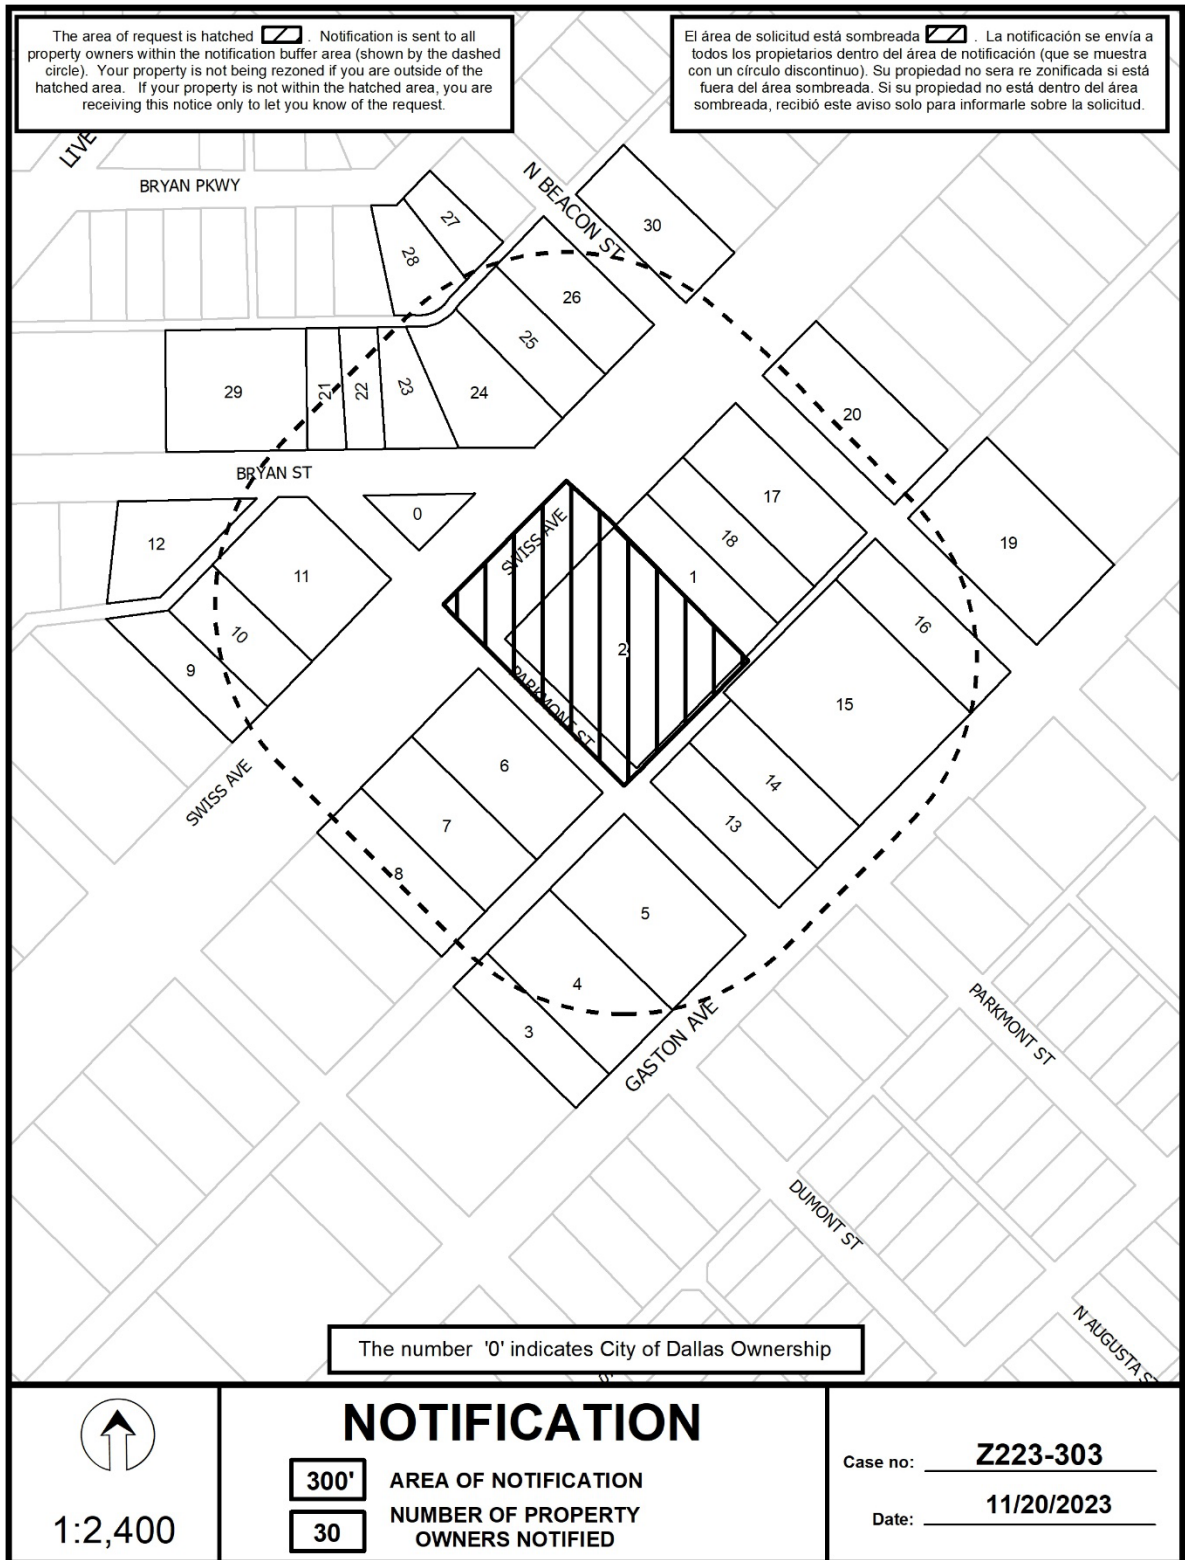 The area of request is hatched . Notification is sent to all
property owners within the notification buffer area (shown by the dashed
circle). Your property is not being rezoned if you are outside of the
hatched area. If your property is not within the hatched area, you are
receiving this notice only to let you know of the request.
El área de solicitud está sombreada . La notificación se envía a
todos los propietarios dentro del área de notificación (que se muestra
con un círculo discontinuo). Su propiedad no sera re zonificada si está
fuera del área sombreada. Si su propiedad no está dentro del área
sombreada, recibió este aviso solo para informarle sobre la solicitud.
LIVE
BRYAN PKWY
N BEACON ST
27
30
28
26
25
29
21
22
23
24
20
BRYAN ST
17
0
SWISS AVE
12
18
19
11
1
10
16
2
9
PARKMONT ST
15
6
14
SWISS AVE
7
13
8
5
4
PARKMONT ST
3
GASTON AVE
DUMONT ST
N AUGUSTA ST
The number '0' indicates City of Dallas Ownership
1:2,400
NOTIFICATION
300' AREA OF NOTIFICATION
30 NUMBER OF PROPERTY
OWNERS NOTIFIED
Case no: Z223-303
Date: 11/20/2023